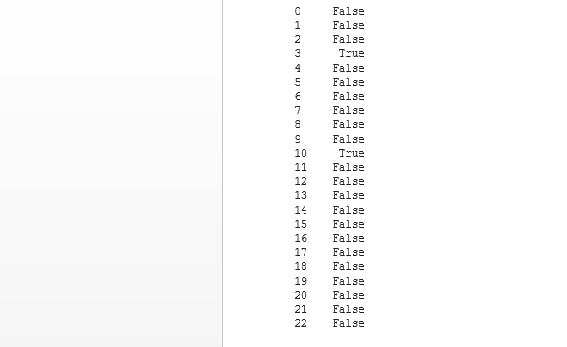 0 False
1 False
2 False
3 True
4 False
5 False
6 False
7 False
8 False
9 False
10 True
11 False
12 False
13 False
14 False
15 False
16 False
17 False
18 False
19 False
20 False
21 False
22 False